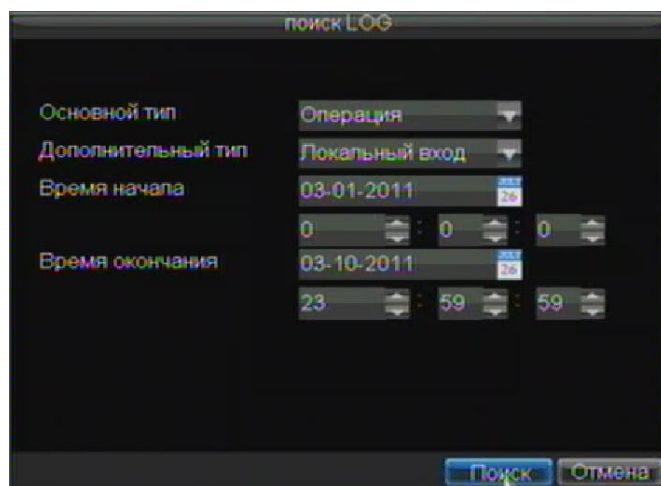 поиск LOG
Основной тип Операция
Дополнительный тип Локальный вход
Время начала 03-01-2011
0 : 0 : 0
Время окончания 03-10-2011
23 : 59 : 59
Поиск Отмена